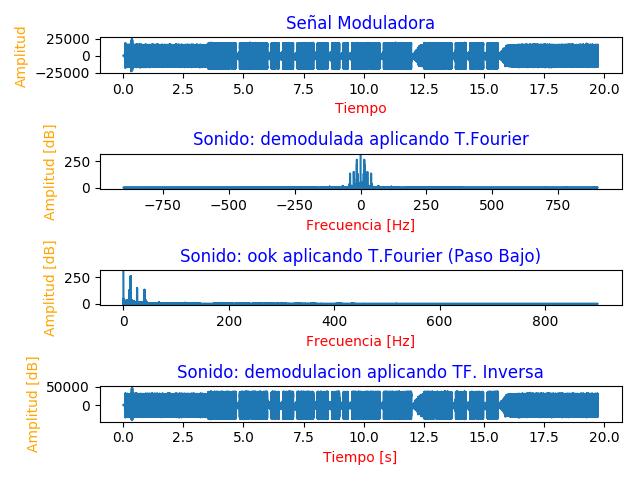 Señal Moduladora
Amplitud
25000
0
−25000
0.0 2.5 5.0 7.5 10.0 12.5 15.0 17.5 20.0
Tiempo
Sonido: demodulada aplicando T.Fourier
Amplitud [dB]
250
0
−750 −500 −250 0 250 500 750
Frecuencia [Hz]
Sonido: ook aplicando T.Fourier (Paso Bajo)
Amplitud [dB]
250
0
0 200 400 600 800
Frecuencia [Hz]
Sonido: demodulacion aplicando TF. Inversa
Amplitud [dB]
50000
0
0.0 2.5 5.0 7.5 10.0 12.5 15.0 17.5 20.0
Tiempo [s]